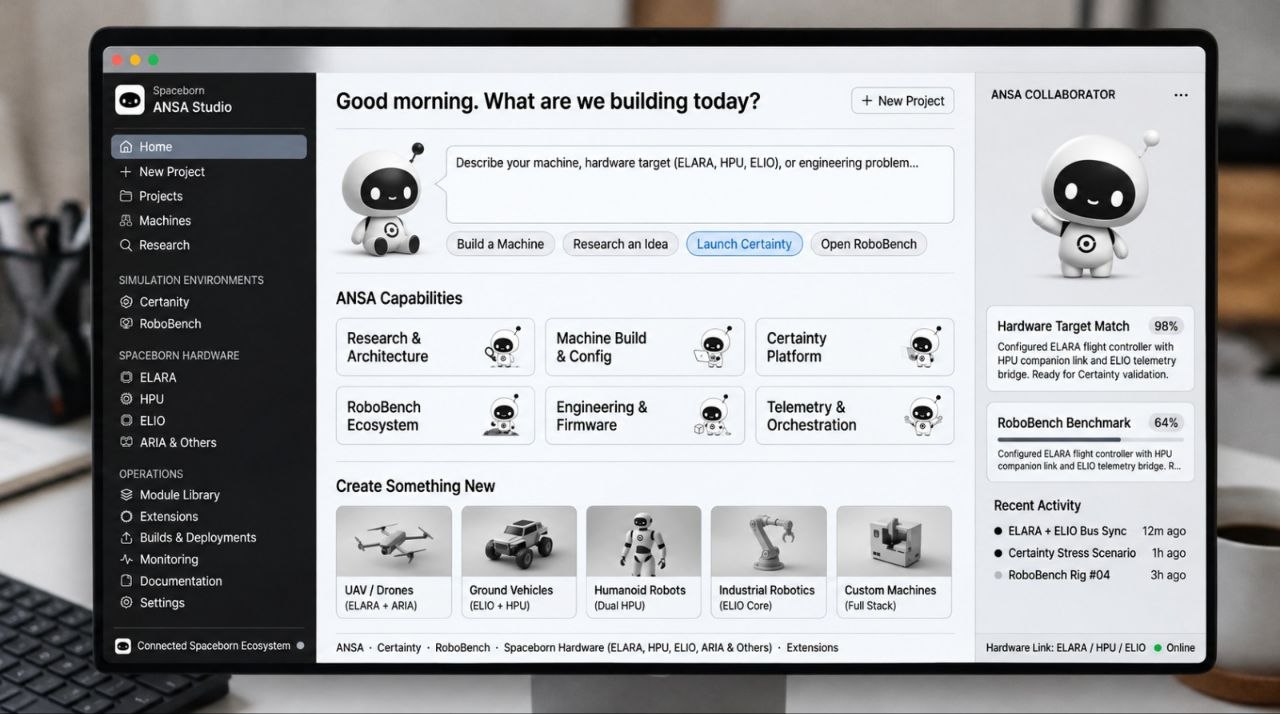 Spaceborn
ANSA Studio
Home
New Project
Projects
Machines
Research
SIMULATION ENVIRONMENTS
Certanity
RoboBench
SPACEBORN HARDWARE
ELARA
HPU
ELIO
ARIA & Others
OPERATIONS
Module Library
Extensions
Builds & Deployments
Monitoring
Documentation
Settings
Connected Spaceborn Ecosystem
Good morning. What are we building today?
+ New Project
Describe your machine, hardware target (ELARA, HPU, ELIO), or engineering problem...
Build a Machine
Research an Idea
Launch Certainty
Open RoboBench
ANSA Capabilities
Research &
Architecture
Machine Build
& Config
Certainty
Platform
RoboBench
Ecosystem
Engineering &
Firmware
Telemetry &
Orchestration
Create Something New
UAV / Drones
(ELARA + ARIA)
Ground Vehicles
(ELIO + HPU)
Humanoid Robots
(Dual HPU)
Industrial Robotics
(ELIO Core)
Custom Machines
(Full Stack)
ANSA · Certainty · RoboBench · Spaceborn Hardware (ELARA, HPU, ELIO, ARIA & Others) · Extensions
ANSA COLLABORATOR
Hardware Target Match 98%
Configured ELARA flight controller with
HPU companion link and ELIO telemetry
bridge. Ready for Certainty validation.
RoboBench Benchmark 64%
Configured ELARA flight controller with HPU
companion link and ELIO telemetry bridge. R...
Recent Activity
ELARA + ELIO Bus Sync 12m ago
Certainty Stress Scenario 1h ago
RoboBench Rig #04 3h ago
Hardware Link: ELARA / HPU / ELIO Online